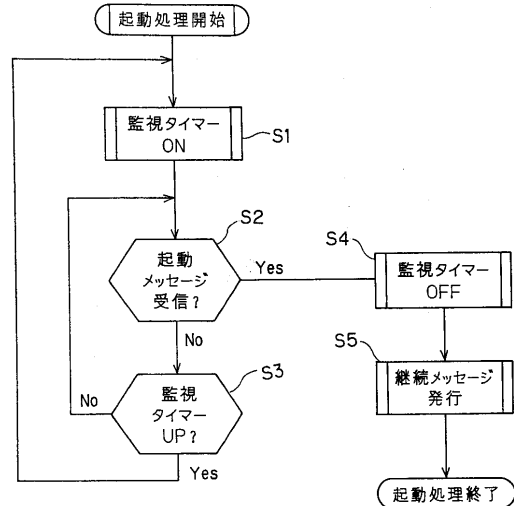 起動処理開始
監視タイマー
ON
S1
起動
メッセージ
受信?
S2
Yes
No
監視タイマー
OFF
S4
継続メッセージ
発行
S5
監視
タイマー
UP?
S3
No
Yes
起動処理終了